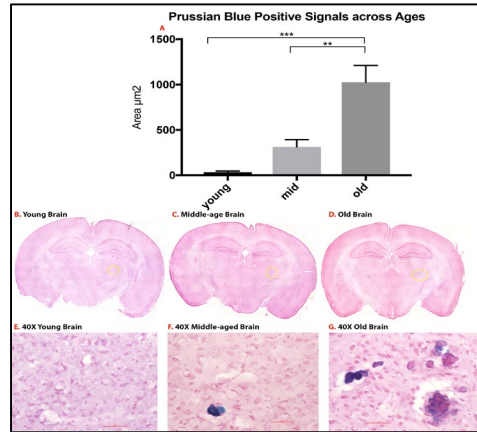 Prussian Blue Positive Signals across Ages
A
***
**
1500
1000
500
0
Area µm2
young
mid
old
B. Young Brain
C. Middle-age Brain
D. Old Brain
E. 40X Young Brain
F. 40X Middle-aged Brain
G. 40X Old Brain